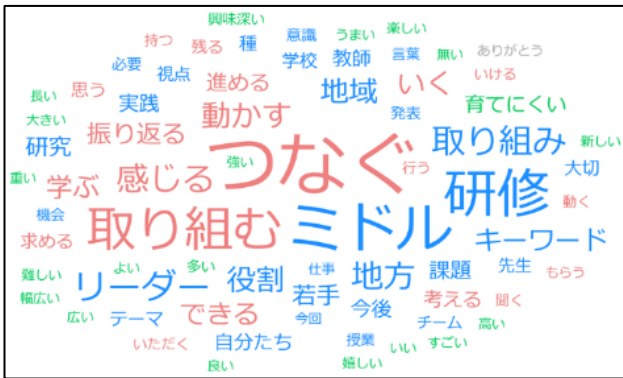 興味深い
持つ 残る 種 意識 うまい 楽しい
必要 視点 学校 教師 言葉 無い ありがとう
長い 思う 実践 進める 地域 いく いける
大きい 動かす 発表 育てにくい
研究 振り返る つなぐ 取り組み 新しい
重い 学ぶ 感じる 強い 行う 研修 大切
機会 取り組む ミドル 動く
求める キーワード
難しい よい 多い 仕事 地方 課題 先生 もらう
幅広い リーダー 役割 若手 考える 聞く
広い テーマ できる 今回 今後 チーム 高い
いただく 自分たち 授業 いい すごい
良い 嬉しい